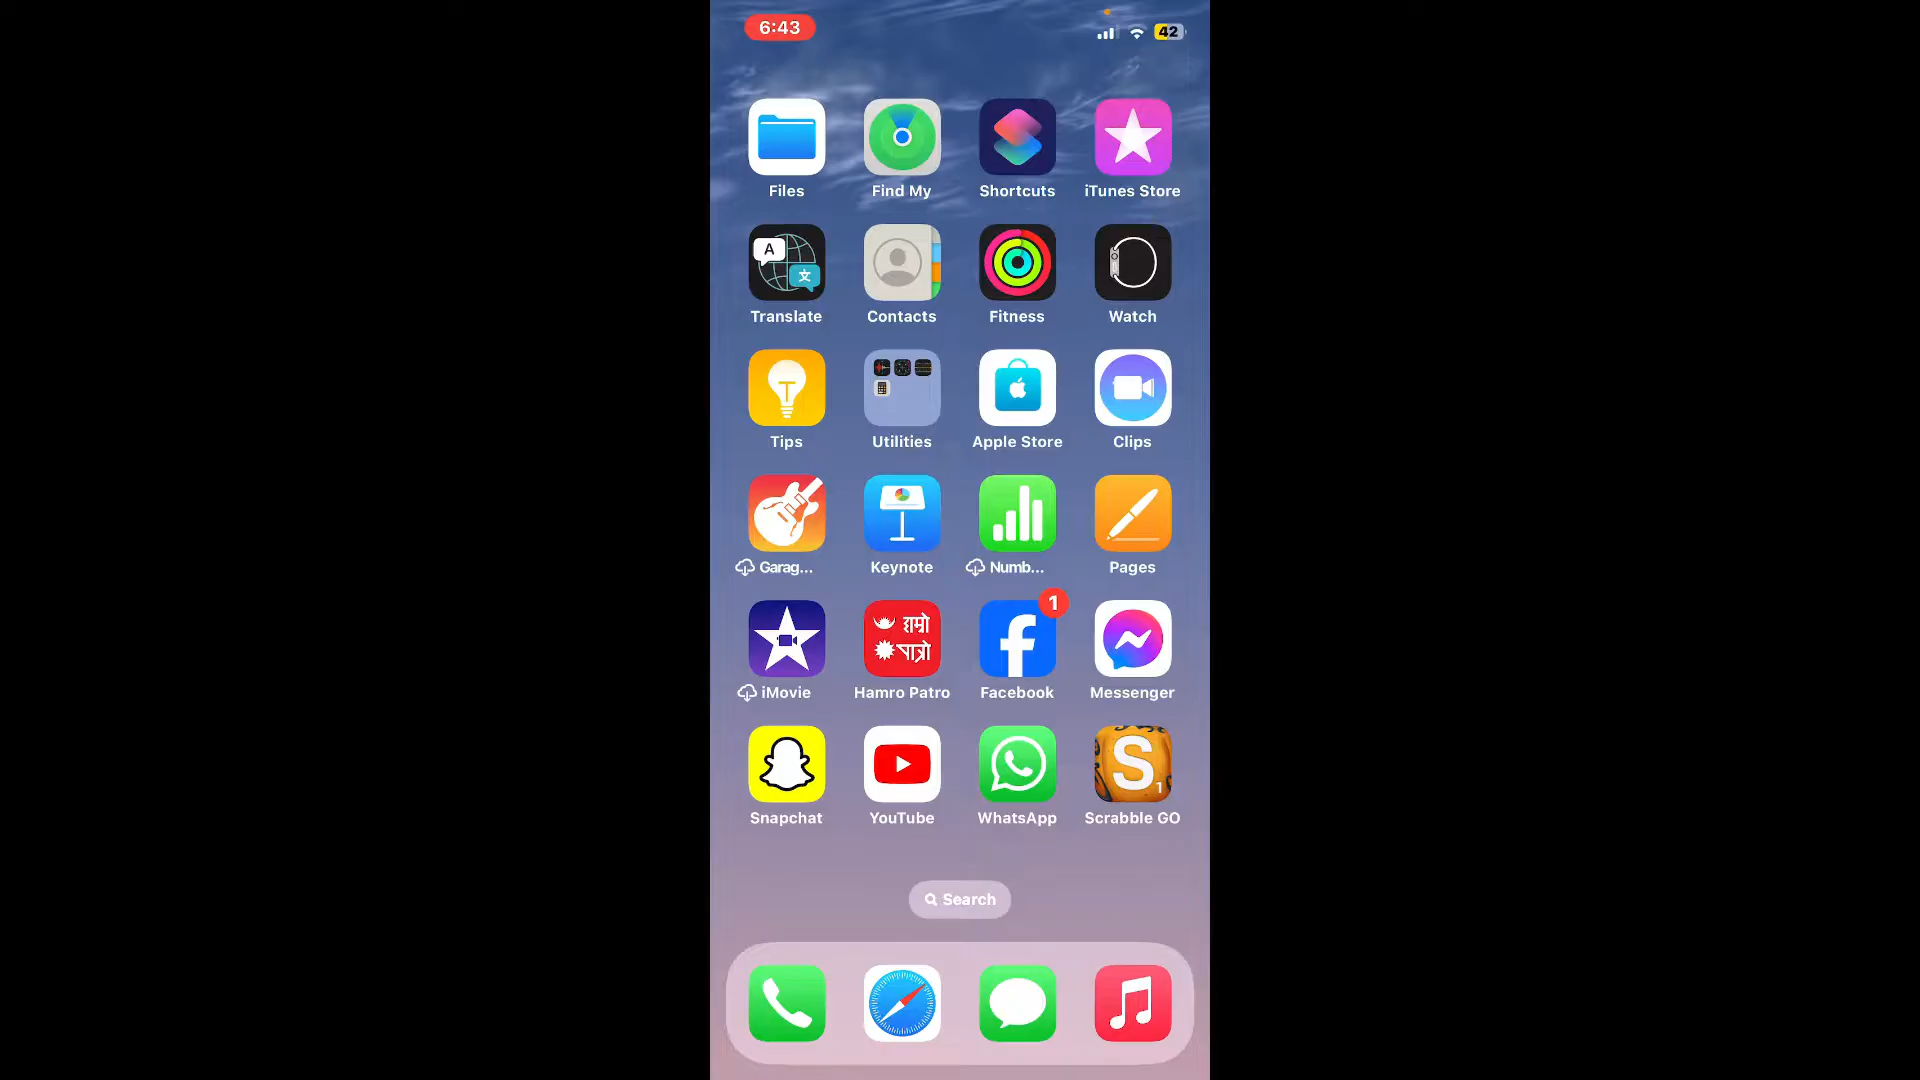 6:43
42
Files
Find My
Shortcuts
iTunes Store
A
文
Translate
Contacts
Fitness
Watch
Tips
Utilities
Apple Store
Clips
Garag...
Keynote
Numb...
Pages
हाम्रो
पात्रो
1
iMovie
Hamro Patro
Facebook
Messenger
S
1
Snapchat
YouTube
WhatsApp
Scrabble GO
Search